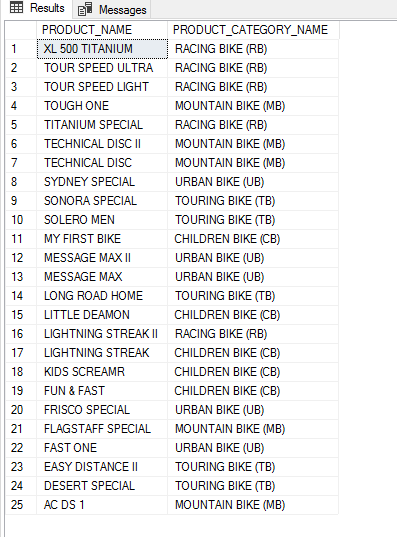 Results Messages
PRODUCT_NAME PRODUCT_CATEGORY_NAME
1 XL 500 TITANIUM RACING BIKE (RB)
2 TOUR SPEED ULTRA RACING BIKE (RB)
3 TOUR SPEED LIGHT RACING BIKE (RB)
4 TOUGH ONE MOUNTAIN BIKE (MB)
5 TITANIUM SPECIAL RACING BIKE (RB)
6 TECHNICAL DISC II MOUNTAIN BIKE (MB)
7 TECHNICAL DISC MOUNTAIN BIKE (MB)
8 SYDNEY SPECIAL URBAN BIKE (UB)
9 SONORA SPECIAL TOURING BIKE (TB)
10 SOLERO MEN TOURING BIKE (TB)
11 MY FIRST BIKE CHILDREN BIKE (CB)
12 MESSAGE MAX II URBAN BIKE (UB)
13 MESSAGE MAX URBAN BIKE (UB)
14 LONG ROAD HOME TOURING BIKE (TB)
15 LITTLE DEAMON CHILDREN BIKE (CB)
16 LIGHTNING STREAK II RACING BIKE (RB)
17 LIGHTNING STREAK CHILDREN BIKE (CB)
18 KIDS SCREAMR CHILDREN BIKE (CB)
19 FUN & FAST CHILDREN BIKE (CB)
20 FRISCO SPECIAL URBAN BIKE (UB)
21 FLAGSTAFF SPECIAL MOUNTAIN BIKE (MB)
22 FAST ONE URBAN BIKE (UB)
23 EASY DISTANCE II TOURING BIKE (TB)
24 DESERT SPECIAL TOURING BIKE (TB)
25 AC DS 1 MOUNTAIN BIKE (MB)